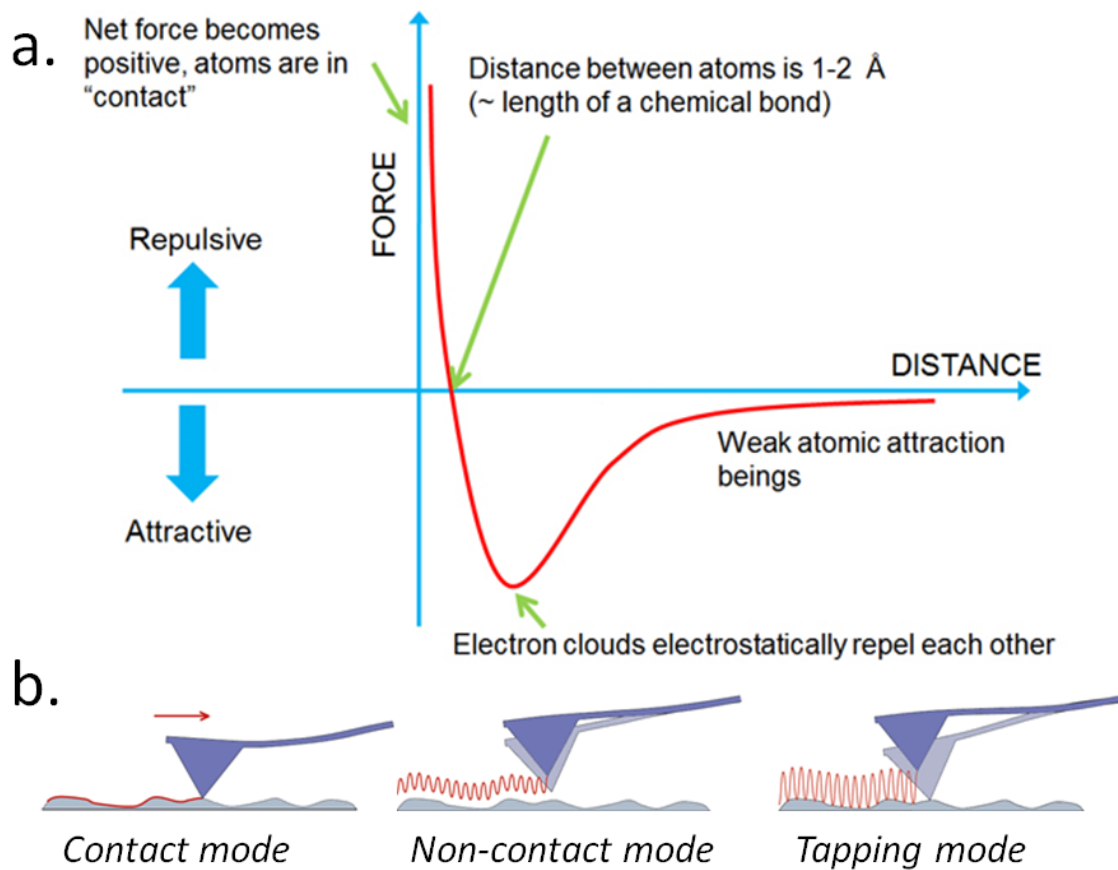 a.
Net force becomes
positive, atoms are in
“contact”
Distance between atoms is 1-2 Å
(~ length of a chemical bond)
FORCE
Repulsive
DISTANCE
Weak atomic attraction
beings
Attractive
Electron clouds electrostatically repel each other
b.
Contact mode
Non-contact mode
Tapping mode